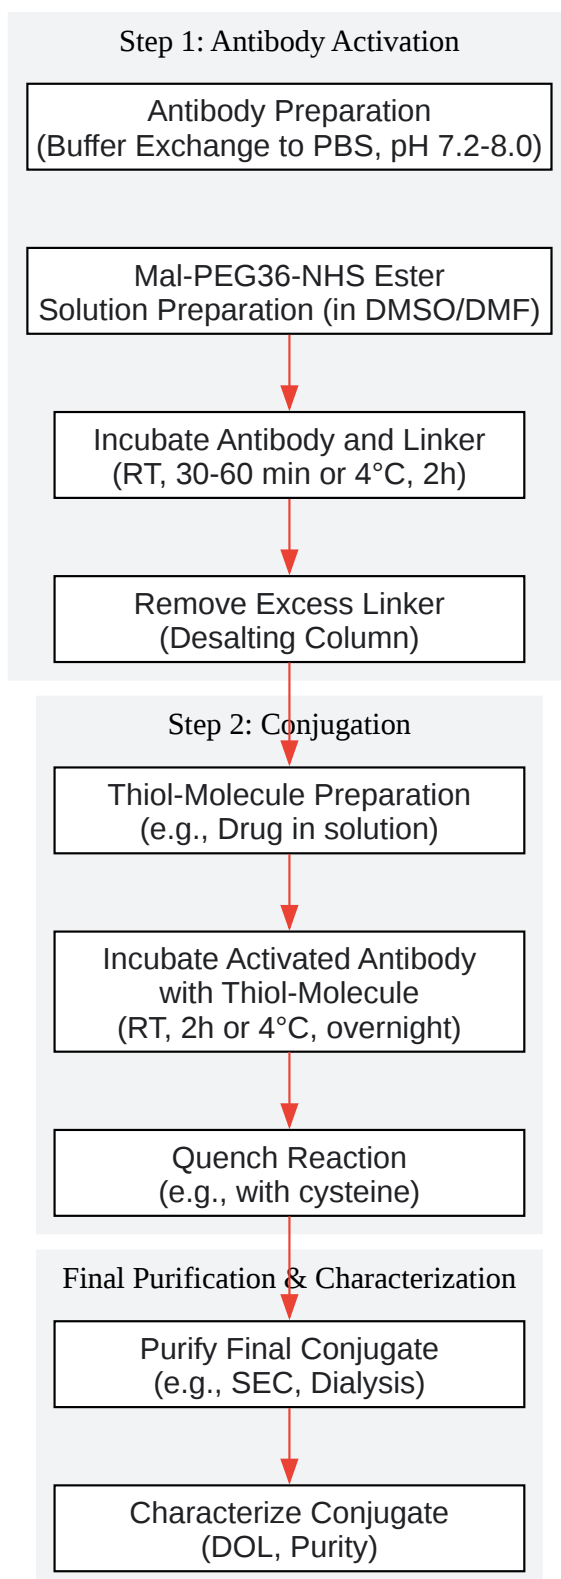 Step 1: Antibody Activation
Antibody Preparation
(Buffer Exchange to PBS, pH 7.2-8.0)
Mal-PEG36-NHS Ester
Solution Preparation (in DMSO/DMF)
Incubate Antibody and Linker
(RT, 30-60 min or 4°C, 2h)
Remove Excess Linker
(Desalting Column)
Step 2: Conjugation
Thiol-Molecule Preparation
(e.g., Drug in solution)
Incubate Activated Antibody
with Thiol-Molecule
(RT, 2h or 4°C, overnight)
Quench Reaction
(e.g., with cysteine)
Final Purification & Characterization
Purify Final Conjugate
(e.g., SEC, Dialysis)
Characterize Conjugate
(DOL, Purity)